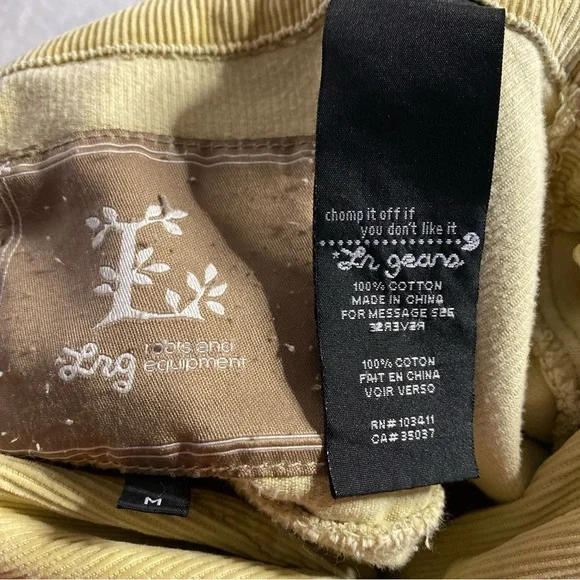 E
Lrg
roots and
equipment
M
chomp it off if
you don't like it
*Lr gears
100% COTTON
MADE IN CHINA
FOR MESSAGE SEE
REVERSE
100% COTON
FAIT EN CHINA
VOIR VERSO
RN# 103411
CA# 35037